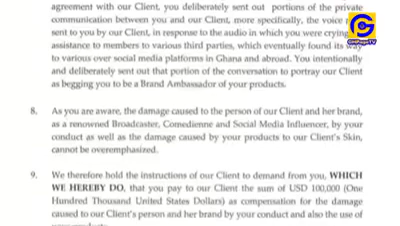 agreement with our Client, you deliberately sent out portions of the private
communication between you and our Client, more specifically, the voice
sent to you by our Client, in response to the audio in which you were crying
assistance to members to various third parties, which eventually found its way
to various over social media platforms in Ghana and abroad. You intentionally
and deliberately sent out that portion of the conversation to portray our Client
as begging you to be a Brand Ambassador of your products.
8. As you are aware, the damage caused to the person of our Client and her brand,
as a renowned Broadcaster, Comedienne and Social Media Influencer, by your
conduct as well as the damage caused by your products to our Client's Skin,
cannot be overemphasized.
9. We therefore hold the instructions of our Client to demand from you, WHICH
WE HEREBY DO, that you pay to our Client the sum of USD 100,000 (One
Hundred Thousand United States Dollars) as compensation for the damage
caused to our Client's person and her brand by your conduct and also the use of